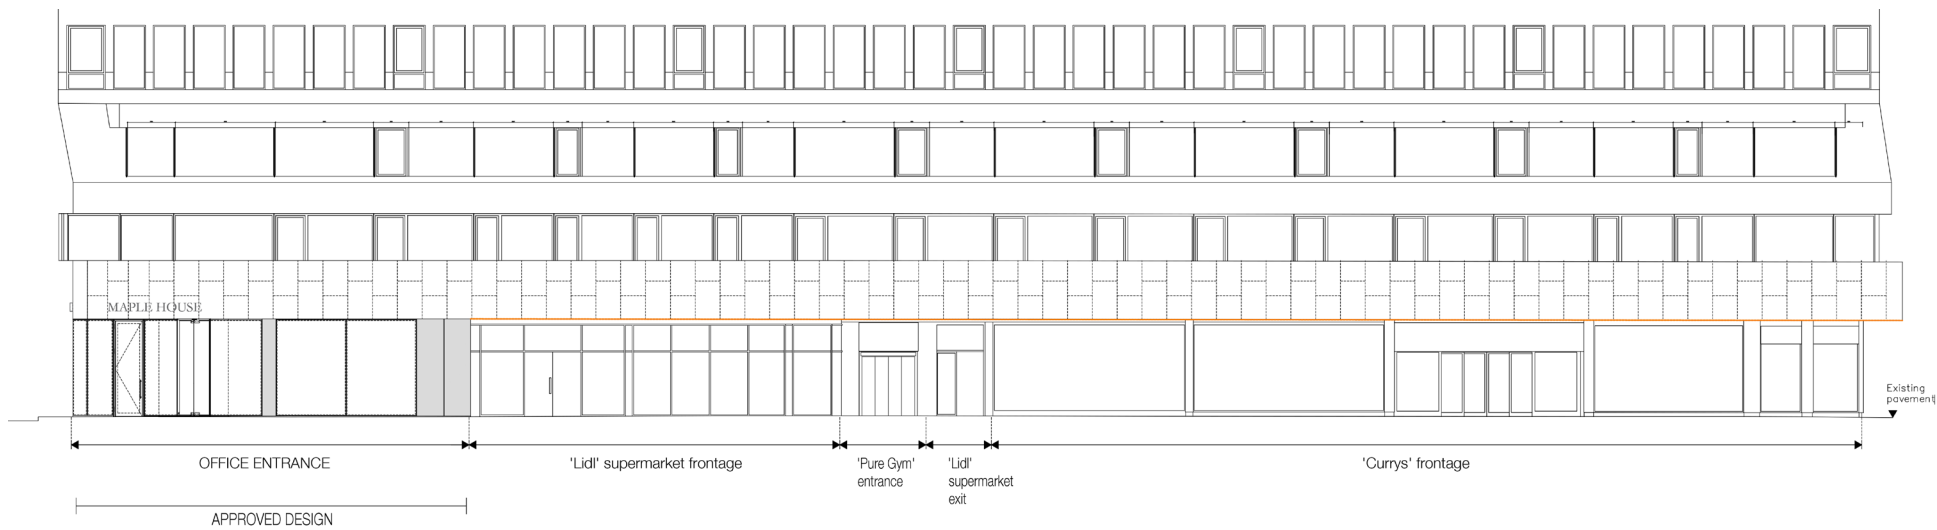 MAPLE HOUSE
Existing
pavement
OFFICE ENTRANCE
'Lidl' supermarket frontage
'Pure Gym'
entrance
'Lidl'
supermarket
exit
'Currys' frontage
APPROVED DESIGN